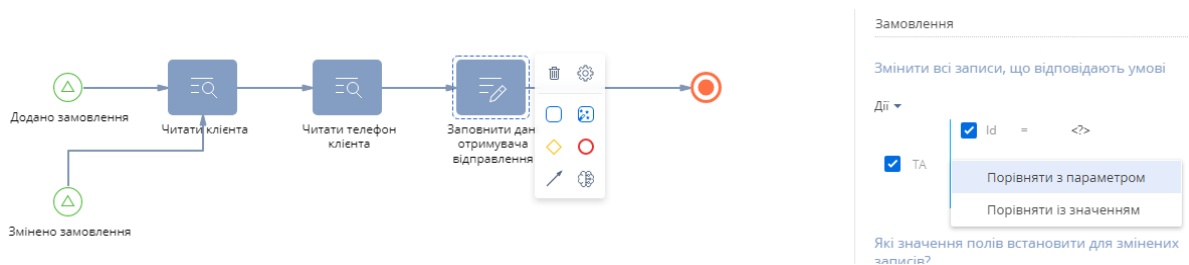 Замовлення
Змінити всі записи, що відповідають умові
Дії
Id = <?>
ТА
Порівняти з параметром
Порівняти із значенням
Які значення полів встановити для змінених
записів?
Додано замовлення
Читати клієнта
Читати телефон
клієнта
Заповнити дан
отримувача
відправлення
Змінено замовлення